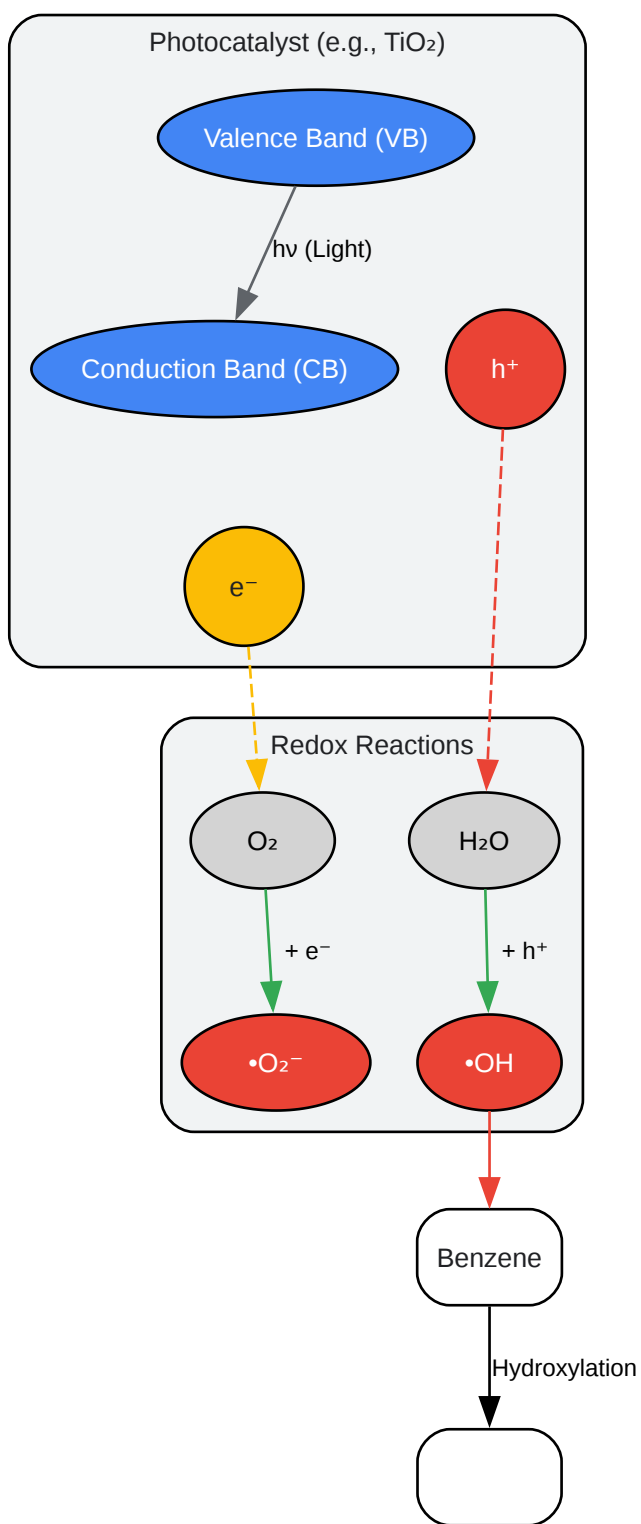 Photocatalyst (e.g., TiO₂)
Valence Band (VB)
hν (Light)
Conduction Band (CB)
h⁺
e⁻
Redox Reactions
O₂
H₂O
+ e⁻
+ h⁺
•O₂⁻
•OH
Benzene
Hydroxylation